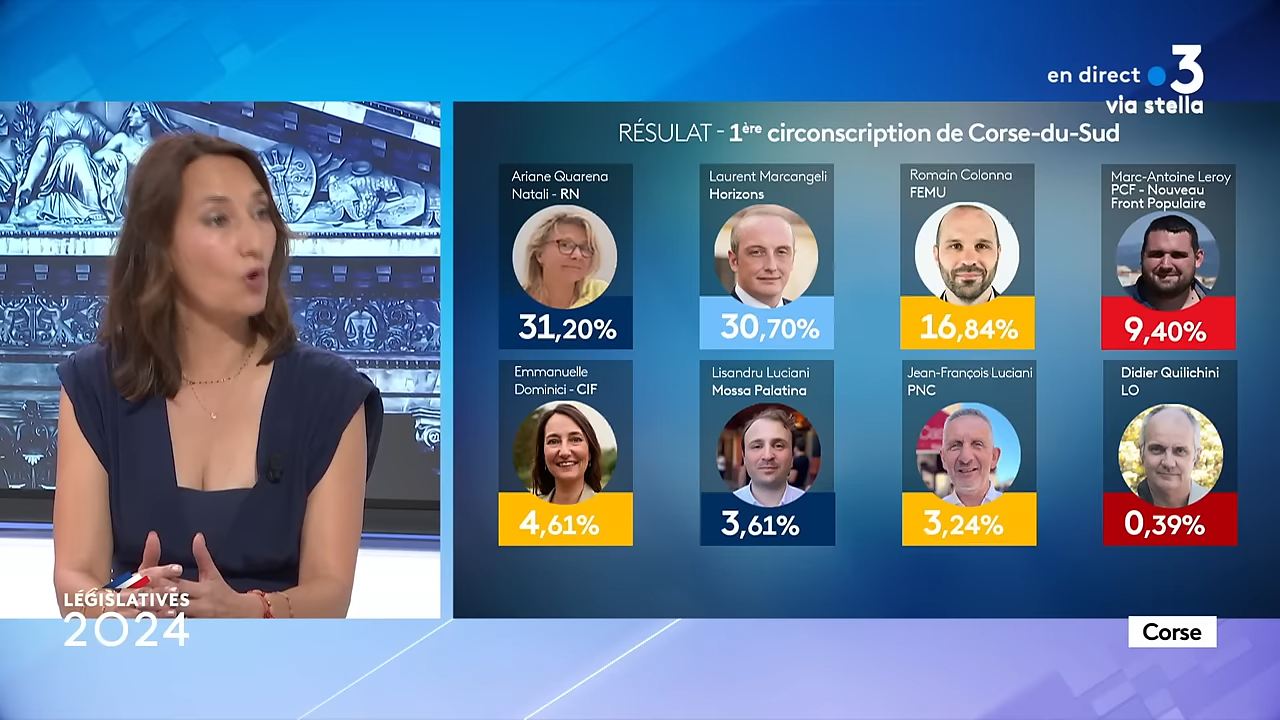 en direct 3
via stella
RÉSULAT - 1ère circonscription de Corse-du-Sud
Ariane Quarena
Natali - RN
31,20%
Laurent Marcangeli
Horizons
30,70%
Romain Colonna
FEMU
16,84%
Marc-Antoine Leroy
PCF - Nouveau
Front Populaire
9,40%
Emmanuelle
Dominici - CIF
4,61%
Lisandru Luciani
Mossa Palatina
3,61%
Jean-François Luciani
PNC
3,24%
Didier Quilichini
LO
0,39%
LÉGISLATIVES
2024
Corse